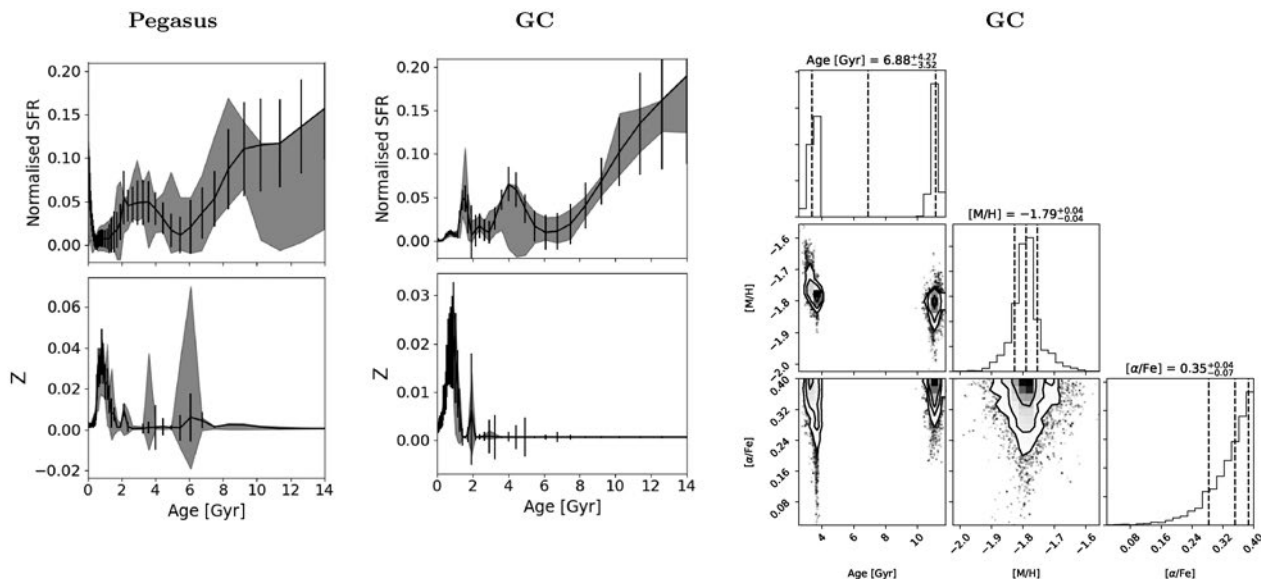 Pegasus
GC
GC
Normalised SFR
0.20
0.15
0.10
0.05
0.00
Z
0.06
0.04
0.02
0.00
−0.02
0 2 4 6 8 10 12 14
Age [Gyr]
Normalised SFR
0.20
0.15
0.10
0.05
0.00
Z
0.03
0.02
0.01
0.00
0 2 4 6 8 10 12 14
Age [Gyr]
Age [Gyr] = 6.88+4.27−3.52
[M/H] = −1.79+0.04−0.04
[M/H]
−1.6
−1.7
−1.8
−1.9
−2.0
[α/Fe] = 0.35+0.04−0.07
[α/Fe]
0.40
0.32
0.24
0.16
0.08
4 6 8 10
Age [Gyr]
−2.0 −1.9 −1.8 −1.7 −1.6
[M/H]
0.08 0.16 0.24 0.32 0.40
[α/Fe]